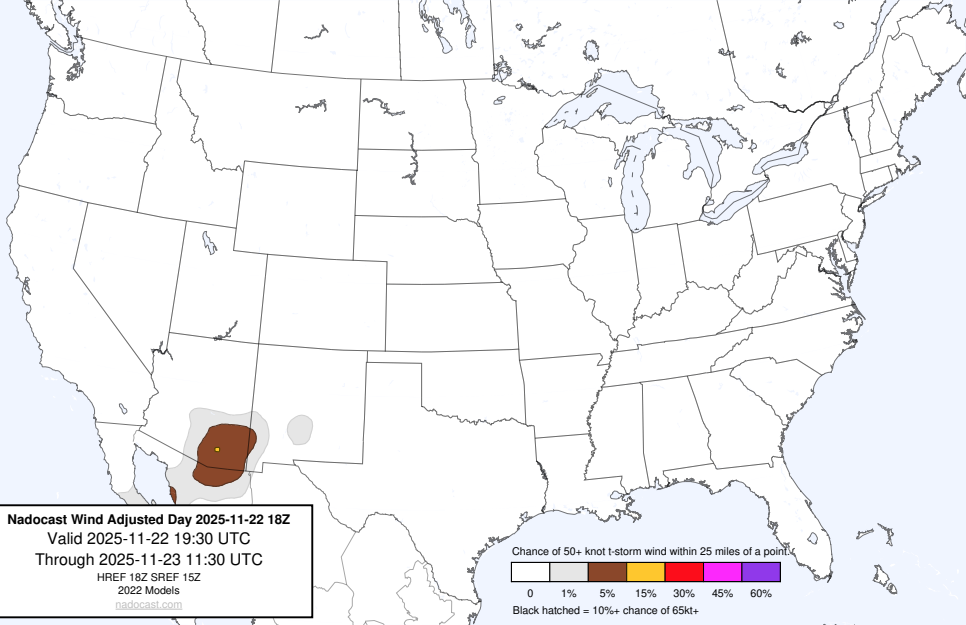 Nadocast Wind Adjusted Day 2025-11-22 18Z
Valid 2025-11-22 19:30 UTC
Through 2025-11-23 11:30 UTC
HREF 18Z SREF 15Z
2022 Models
nadocast.com
Chance of 50+ knot t-storm wind within 25 miles of a point.
0 1% 5% 15% 30% 45% 60%
Black hatched = 10%+ chance of 65kt+